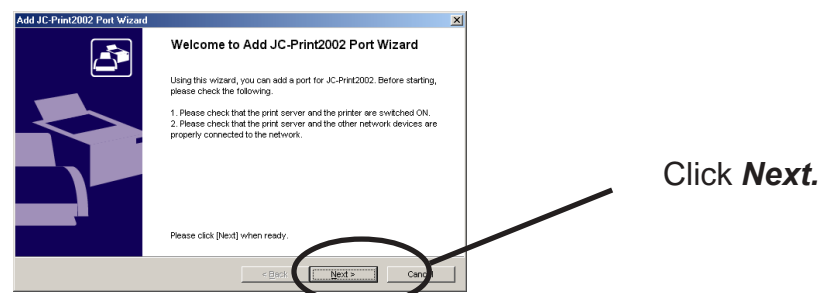 Add JC-Print2002 Port Wizard
Welcome to Add JC-Print2002 Port Wizard
Using this wizard, you can add a port for JC-Print2002. Before starting,
please check the following.
1. Please check that the print server and the printer are switched ON.
2. Please check that the print server and the other network devices are
properly connected to the network.
Click Next.
Please click [Next] when ready.
< Back
Next >
Cancel